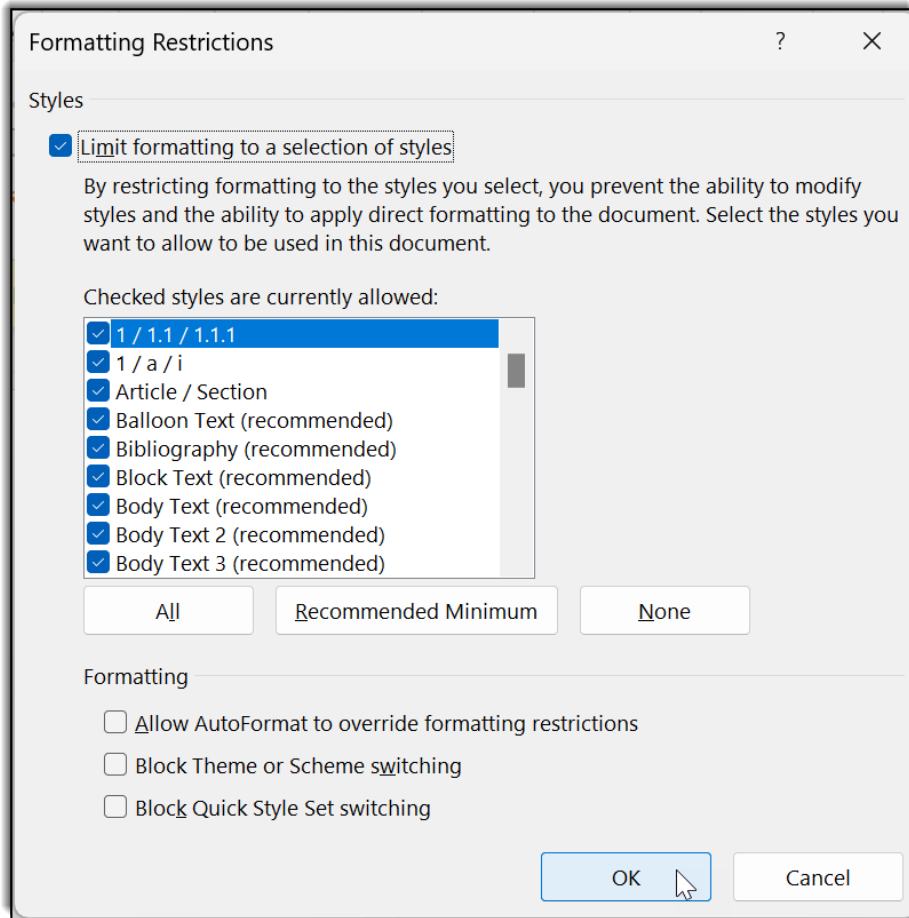 Formatting Restrictions ?
Styles
Limit formatting to a selection of styles
By restricting formatting to the styles you select, you prevent the ability to modify
styles and the ability to apply direct formatting to the document. Select the styles you
want to allow to be used in this document.
Checked styles are currently allowed:
1 / 1.1 / 1.1.1
1 / a / i
Article / Section
Balloon Text (recommended)
Bibliography (recommended)
Block Text (recommended)
Body Text (recommended)
Body Text 2 (recommended)
Body Text 3 (recommended)
All Recommended Minimum None
Formatting
Allow AutoFormat to override formatting restrictions
Block Theme or Scheme switching
Block Quick Style Set switching
OK Cancel